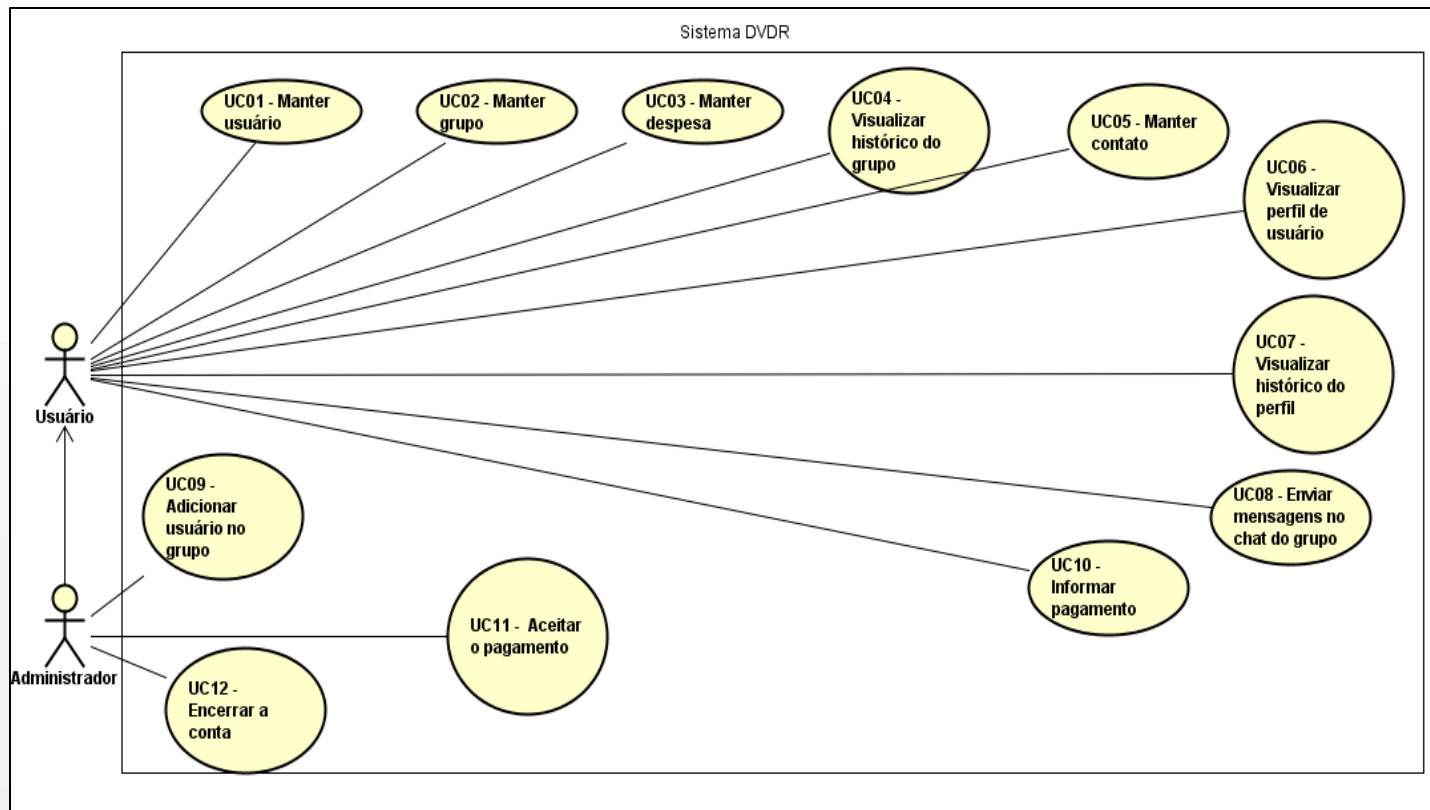 Sistema DVDR
UC01 - Manter
usuário
UC02 - Manter
grupo
UC03 - Manter
despesa
UC04 -
Visualizar
histórico do
grupo
UC05 - Manter
contato
UC06 -
Visualizar
perfil de
usuário
UC07 -
Visualizar
histórico do
perfil
Usuário
UC09 -
Adicionar
usuário no
grupo
UC08 - Enviar
mensagens no
chat do grupo
UC10 -
Informar
pagamento
UC11 - Aceitar
o pagamento
Administrador
UC12 -
Encerrar a
conta